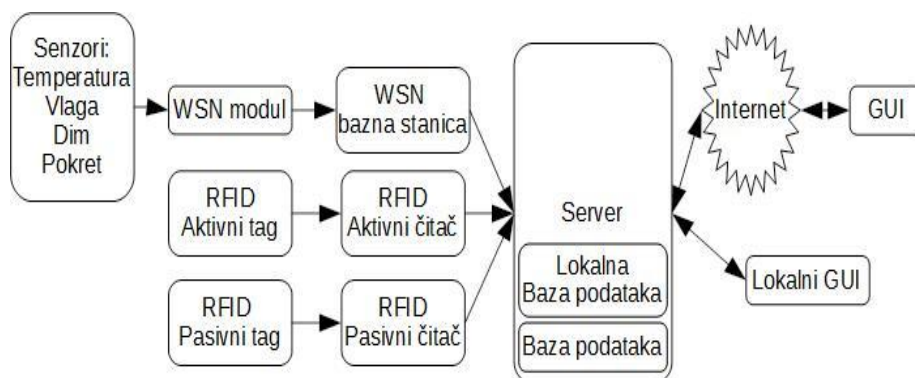 Senzori:
Temperatura
Vlaga
Dim
Pokret
WSN modul
WSN
bazna stanica
RFID
Aktivni tag
RFID
Aktivni čitač
RFID
Pasivni tag
RFID
Pasivni čitač
Server
Lokalna
Baza podataka
Baza podataka
Internet
GUI
Lokalni GUI